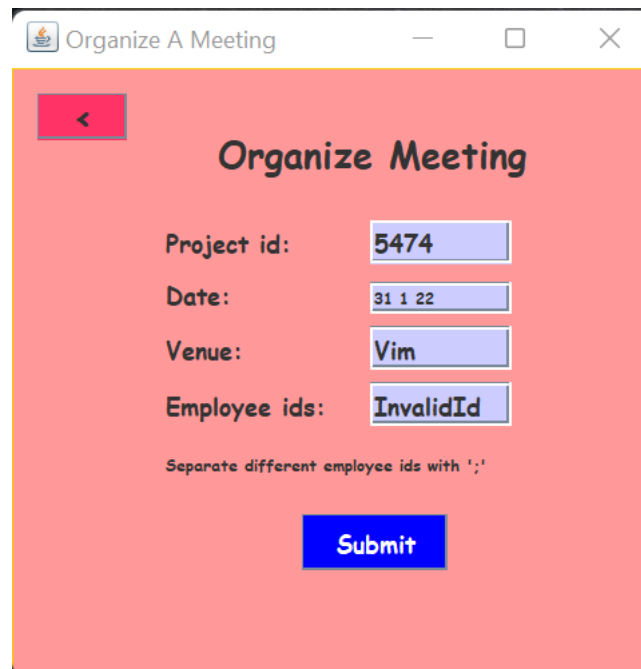 Organize A Meeting
<
Organize Meeting
Project id: 5474
Date: 31 1 22
Venue: Vim
Employee ids: InvalidId
Separate different employee ids with ';'
Submit